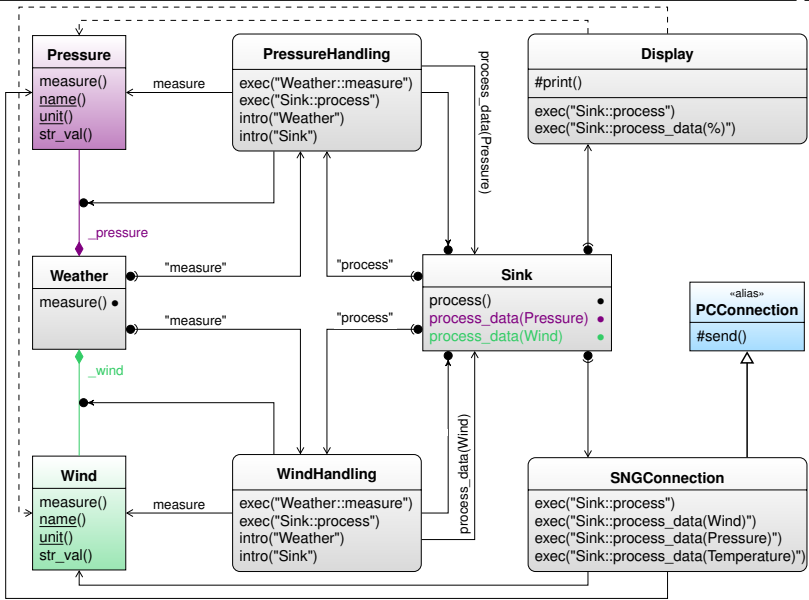 Pressure
measure()
name()
unit()
str_val()
measure
PressureHandling
exec("Weather::measure")
exec("Sink::process")
intro("Weather")
intro("Sink")
process_data(Pressure)
Display
#print()
exec("Sink::process")
exec("Sink::process_data(%)")
_pressure
Weather
measure()
"measure"
"measure"
"process"
"process"
Sink
process()
process_data(Pressure)
process_data(Wind)
«alias»
PCConnection
#send()
_wind
Wind
measure()
name()
unit()
str_val()
measure
WindHandling
exec("Weather::measure")
exec("Sink::process")
intro("Weather")
intro("Sink")
process_data(Wind)
SNGConnection
exec("Sink::process")
exec("Sink::process_data(Wind)")
exec("Sink::process_data(Pressure)")
exec("Sink::process_data(Temperature)")